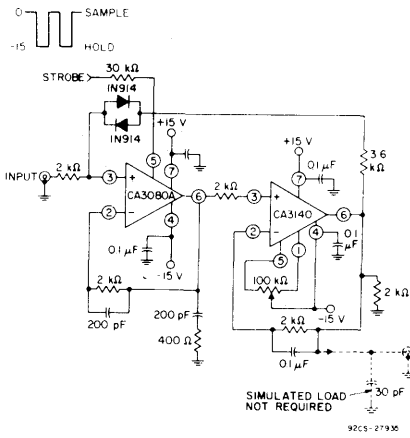 0 SAMPLE
-15 HOLD
STROBE 30 kΩ
1N914
1N914
+15 V
+15 V
0.1 µF
3.6 kΩ
INPUT 2 kΩ
3 + 5 7
CA3080A
6 2 kΩ 3 +
7
CA3140
6
2 - 4
2 - 5 1 4
0.1 µF
0.1 µF
-15 V
100 kΩ
-15 V
2 kΩ
200 pF
200 pF
400 Ω
2 kΩ
0.1 µF
2 kΩ
SIMULATED LOAD
NOT REQUIRED
30 pF
92CS-27935